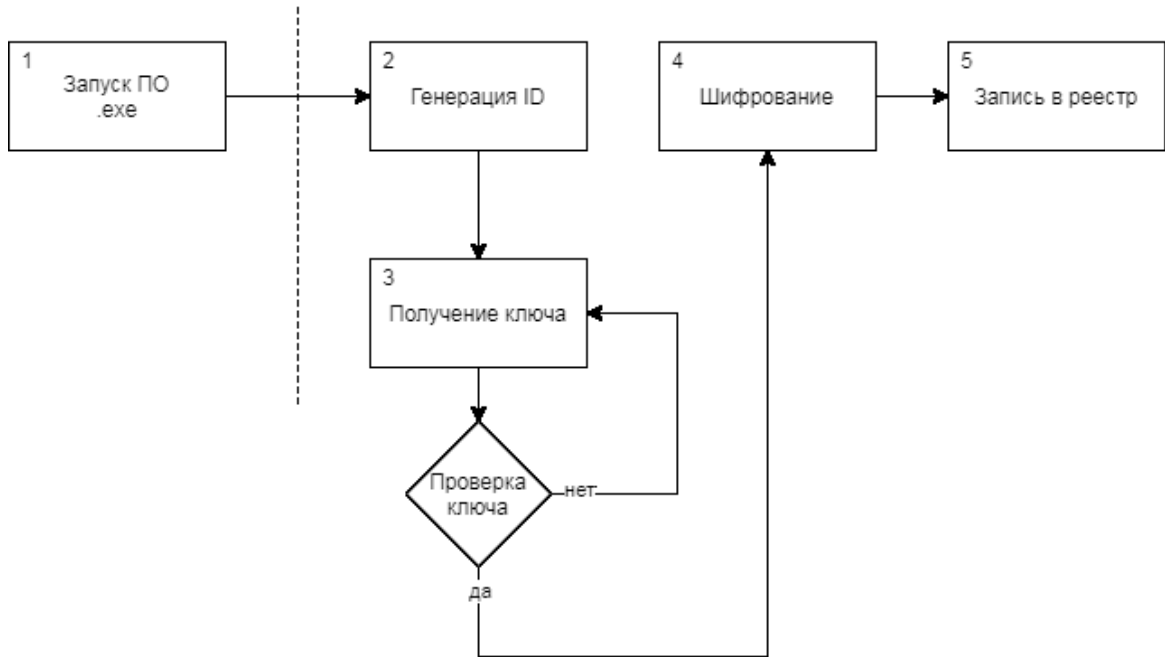 1
Запуск ПО
.exe
2
Генерация ID
3
Получение ключа
Проверка
ключа
нет
да
4
Шифрование
5
Запись в реестр